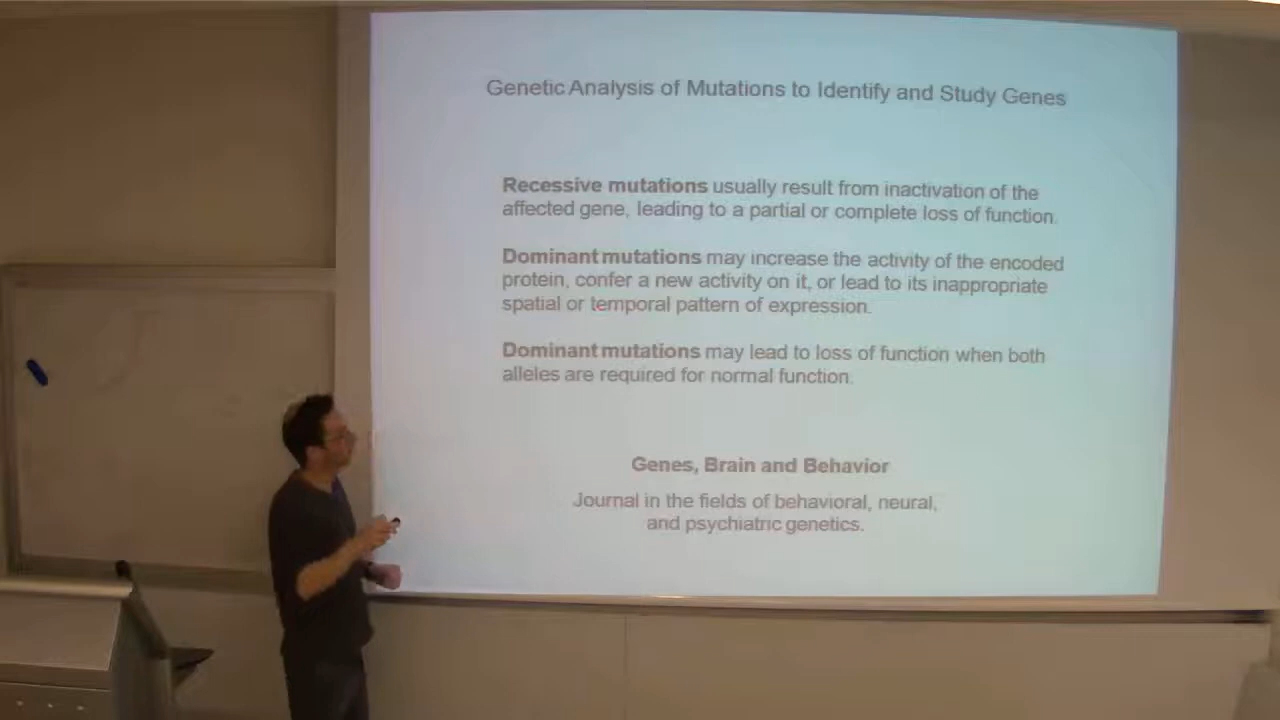 Genetic Analysis of Mutations to Identify and Study Genes
Recessive mutations usually result from inactivation of the
affected gene, leading to a partial or complete loss of function.
Dominant mutations may increase the activity of the encoded
protein, confer a new activity on it, or lead to its inappropriate
spatial or temporal pattern of expression.
Dominant mutations may lead to loss of function when both
alleles are required for normal function.
Genes, Brain and Behavior
Journal in the fields of behavioral, neural,
and psychiatric genetics.